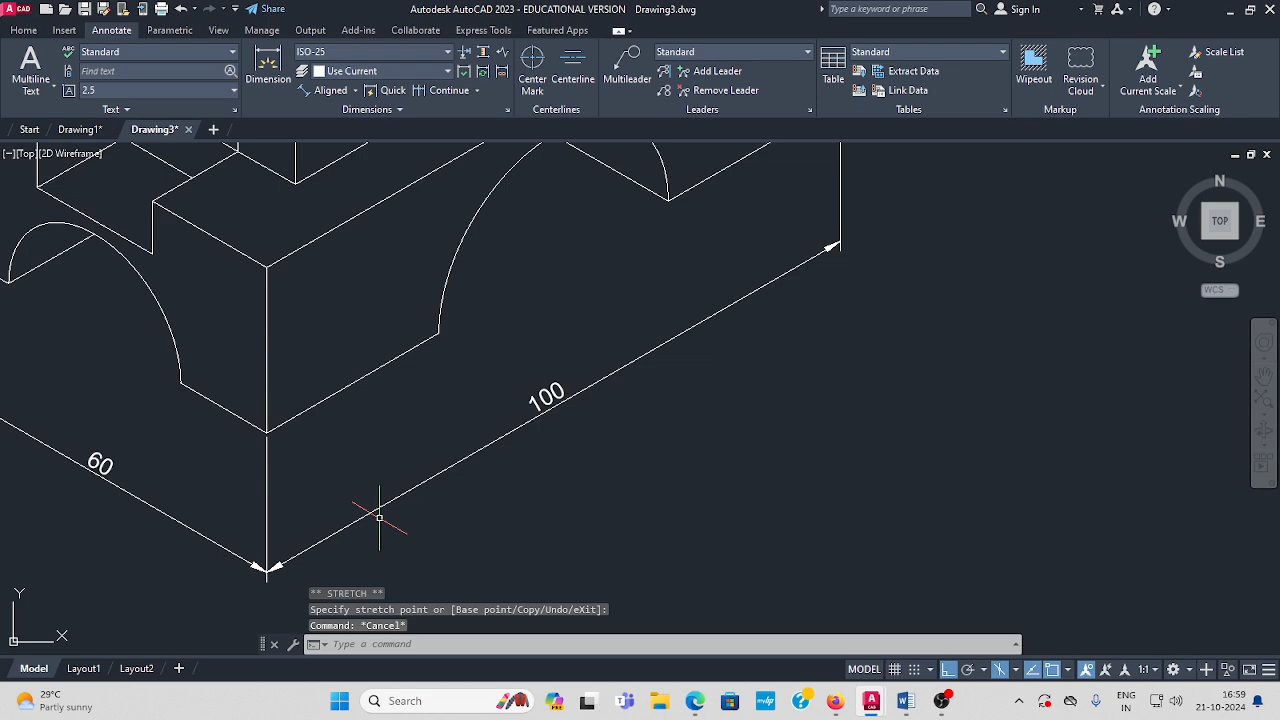 CAD
Share
Autodesk AutoCAD 2023 - EDUCATIONAL VERSION Drawing3.dwg
Type a keyword or phrase
Sign In
Home Insert Annotate Parametric View Manage Output Add-ins Collaborate Express Tools Featured Apps
Multiline
Text
Standard
Find text
2.5
Text
Dimension
ISO-25
Use Current
Aligned Quick Continue
Dimensions
Center
Mark
Centerline
Centerlines
Multileader
Standard
Add Leader
Remove Leader
Leaders
Table
Standard
Extract Data
Link Data
Tables
Wipeout
Revision
Cloud
Markup
Add
Current Scale
Scale List
Annotation Scaling
Start Drawing1* Drawing3*
[−][Top][2D Wireframe]
N
W TOP E
S
WCS
100
60
Y
X
** STRETCH **
Specify stretch point or [Base point/Copy/Undo/eXit]:
Command: *Cancel*
Type a command
Model Layout1 Layout2
MODEL
1:1
29°C
Partly sunny
Search
ENG
IN
16:59
21-10-2024